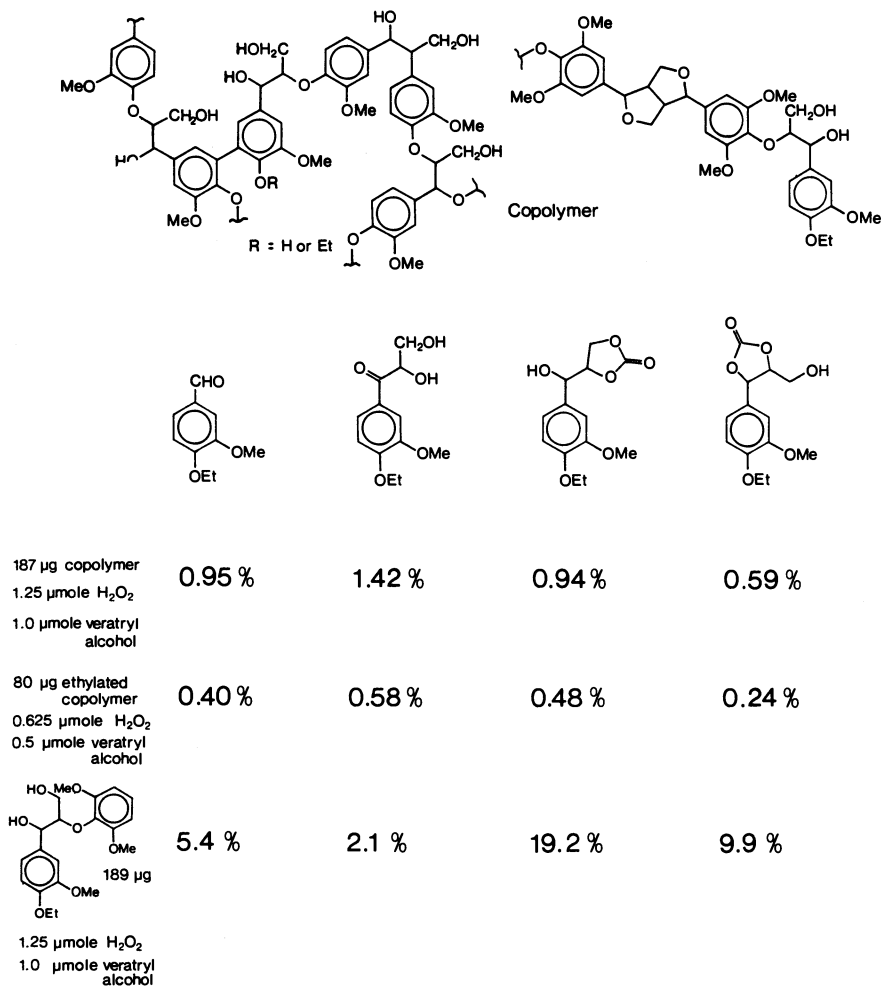 HO
HOH₂C
CH₂OH
OMe
MeO
HO
O
O
OMe
O
OMe
MeO
O
CH₂OH
OMe
OMe
CH₂OH
HO
O
O
OH
O
CH₂OH
MeO
OMe
OR
O
MeO
O
O
Copolymer
OMe
OEt
R = H or Et
O
OMe
CH₂OH
O
O
O
CHO
O
OH
HO
O
O
O
O
OH
OMe
OMe
OMe
OMe
OEt
OEt
OEt
OEt
187 µg copolymer
0.95 %
1.42 %
0.94 %
0.59 %
1.25 µmole H₂O₂
1.0 µmole veratryl
alcohol
80 µg ethylated
copolymer
0.40 %
0.58 %
0.48 %
0.24 %
0.625 µmole H₂O₂
0.5 µmole veratryl
alcohol
HO
MeO
HO
O
OMe
5.4 %
2.1 %
19.2 %
9.9 %
189 µg
OMe
OEt
1.25 µmole H₂O₂
1.0 µmole veratryl
alcohol